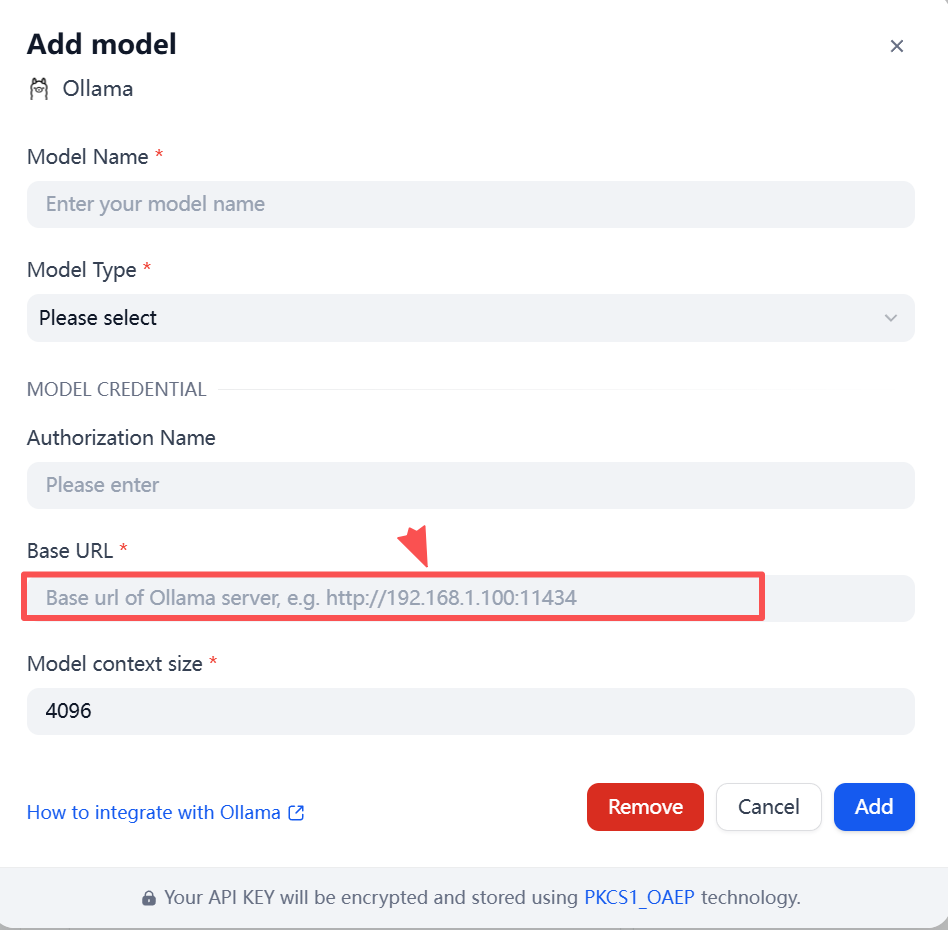 Add model
Ollama
Model Name *
Enter your model name
Model Type *
Please select
MODEL CREDENTIAL
Authorization Name
Please enter
Base URL *
Base url of Ollama server, e.g. http://192.168.1.100:11434
Model context size *
4096
How to integrate with Ollama
Remove
Cancel
Add
Your API KEY will be encrypted and stored using PKCS1_OAEP technology.